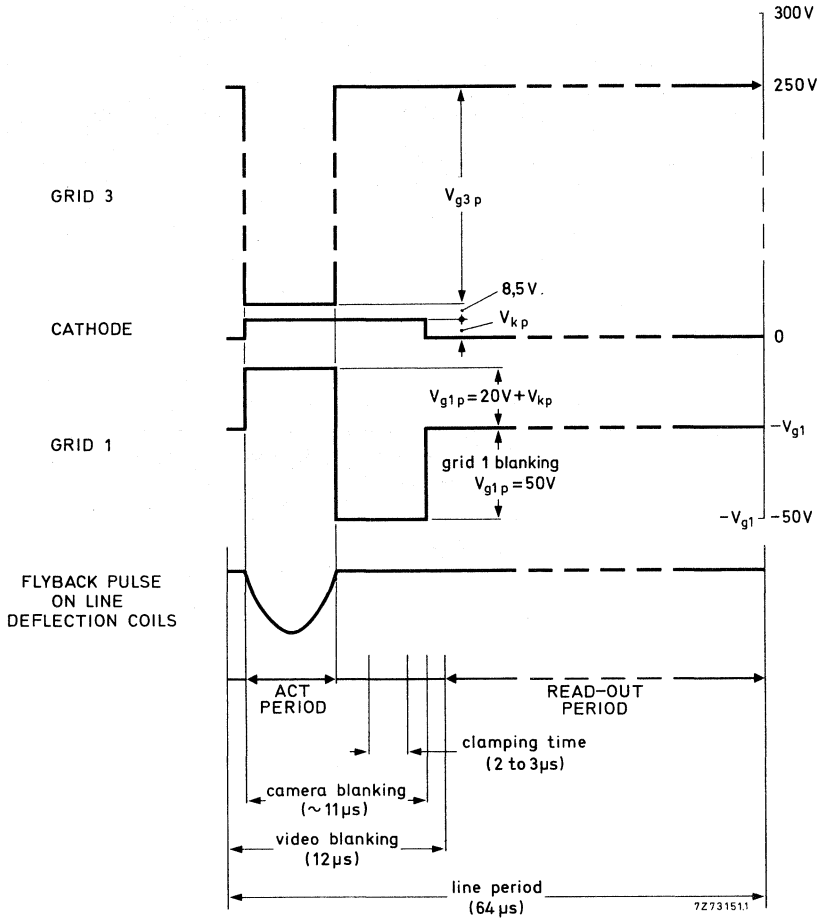 300V
250V
GRID 3
Vg3p
8,5V.
CATHODE
Vkp
0
Vg1p=20V+Vkp
-Vg1
GRID 1
grid 1 blanking
Vg1p=50V
-Vg1 -50V
FLYBACK PULSE
ON LINE
DEFLECTION COILS
ACT
PERIOD
READ-OUT
PERIOD
clamping time
(2 to 3µs)
camera blanking
(~11µs)
video blanking
(12µs)
line period
(64µs)
7Z73151.1